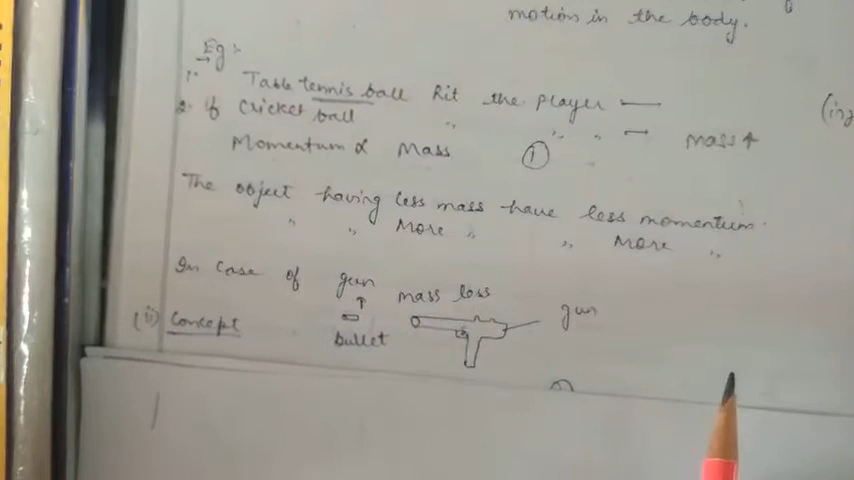 motion in the body.
Eg :-
1. Table tennis ball hit the player —
2. if Cricket ball " " " — Mass ↑
Momentum ∝ Mass ①
The object having less mass have less momentum.
" " More " " More "
In case of gun mass loss
↑
(ii) Concept bullet gun